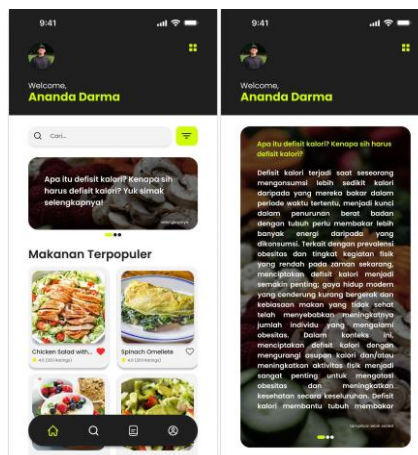 9:41
Welcome,
Ananda Darma
Cari...
Apa itu defisit kalori? Kenapa sih
harus defisit kalori? Yuk simak
selengkapnya!
selengkapnya
Makanan Terpopuler
Chicken Salad with...
Spinach Omellete
9:41
Welcome,
Ananda Darma
Apa itu defisit kalori? Kenapa sih harus
defisit kalori?
Defisit kalori terjadi saat seseorang
mengonsumsi lebih sedikit kalori
daripada yang mereka bakar dalam
periode waktu tertentu, menjadi kunci
dalam penurunan berat badan
dengan tubuh perlu membakar lebih
banyak energi daripada yang
dikonsumsi. Terkait dengan prevalensi
obesitas dan tingkat kegiatan fisik
yang rendah pada zaman sekarang,
menciptakan defisit kalori menjadi
semakin penting; gaya hidup modern
yang cenderung kurang bergerak dan
kebiasaan makan yang tidak sehat
telah menyebabkan meningkatnya
jumlah individu yang mengalami
obesitas. Dalam konteks ini,
menciptakan defisit kalori dengan
mengurangi asupan kalori dan/atau
meningkatkan aktivitas fisik menjadi
sangat penting untuk mengatasi
obesitas dan meningkatkan
kesehatan secara keseluruhan. Defisit
kalori membantu tubuh membakar
tampilkan lebih sedikit